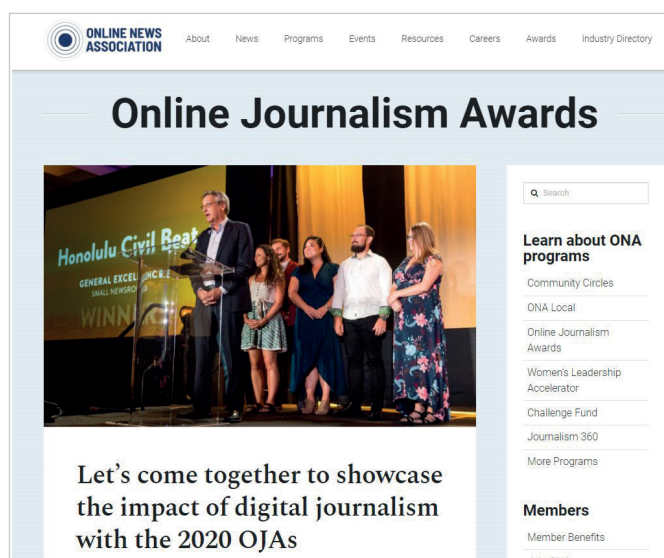 ONLINE NEWS
ASSOCIATION
About
News
Programs
Events
Resources
Careers
Awards
Industry Directory
Online Journalism Awards
Honolulu Civil Beat
GENERAL EXCELLENCE
SMALL NEWSROOM
WINNER
Let's come together to showcase
the impact of digital journalism
with the 2020 OJAs
Search
Learn about ONA
programs
Community Circles
ONA Local
Online Journalism
Awards
Women's Leadership
Accelerator
Challenge Fund
Journalism 360
More Programs
Members
Member Benefits